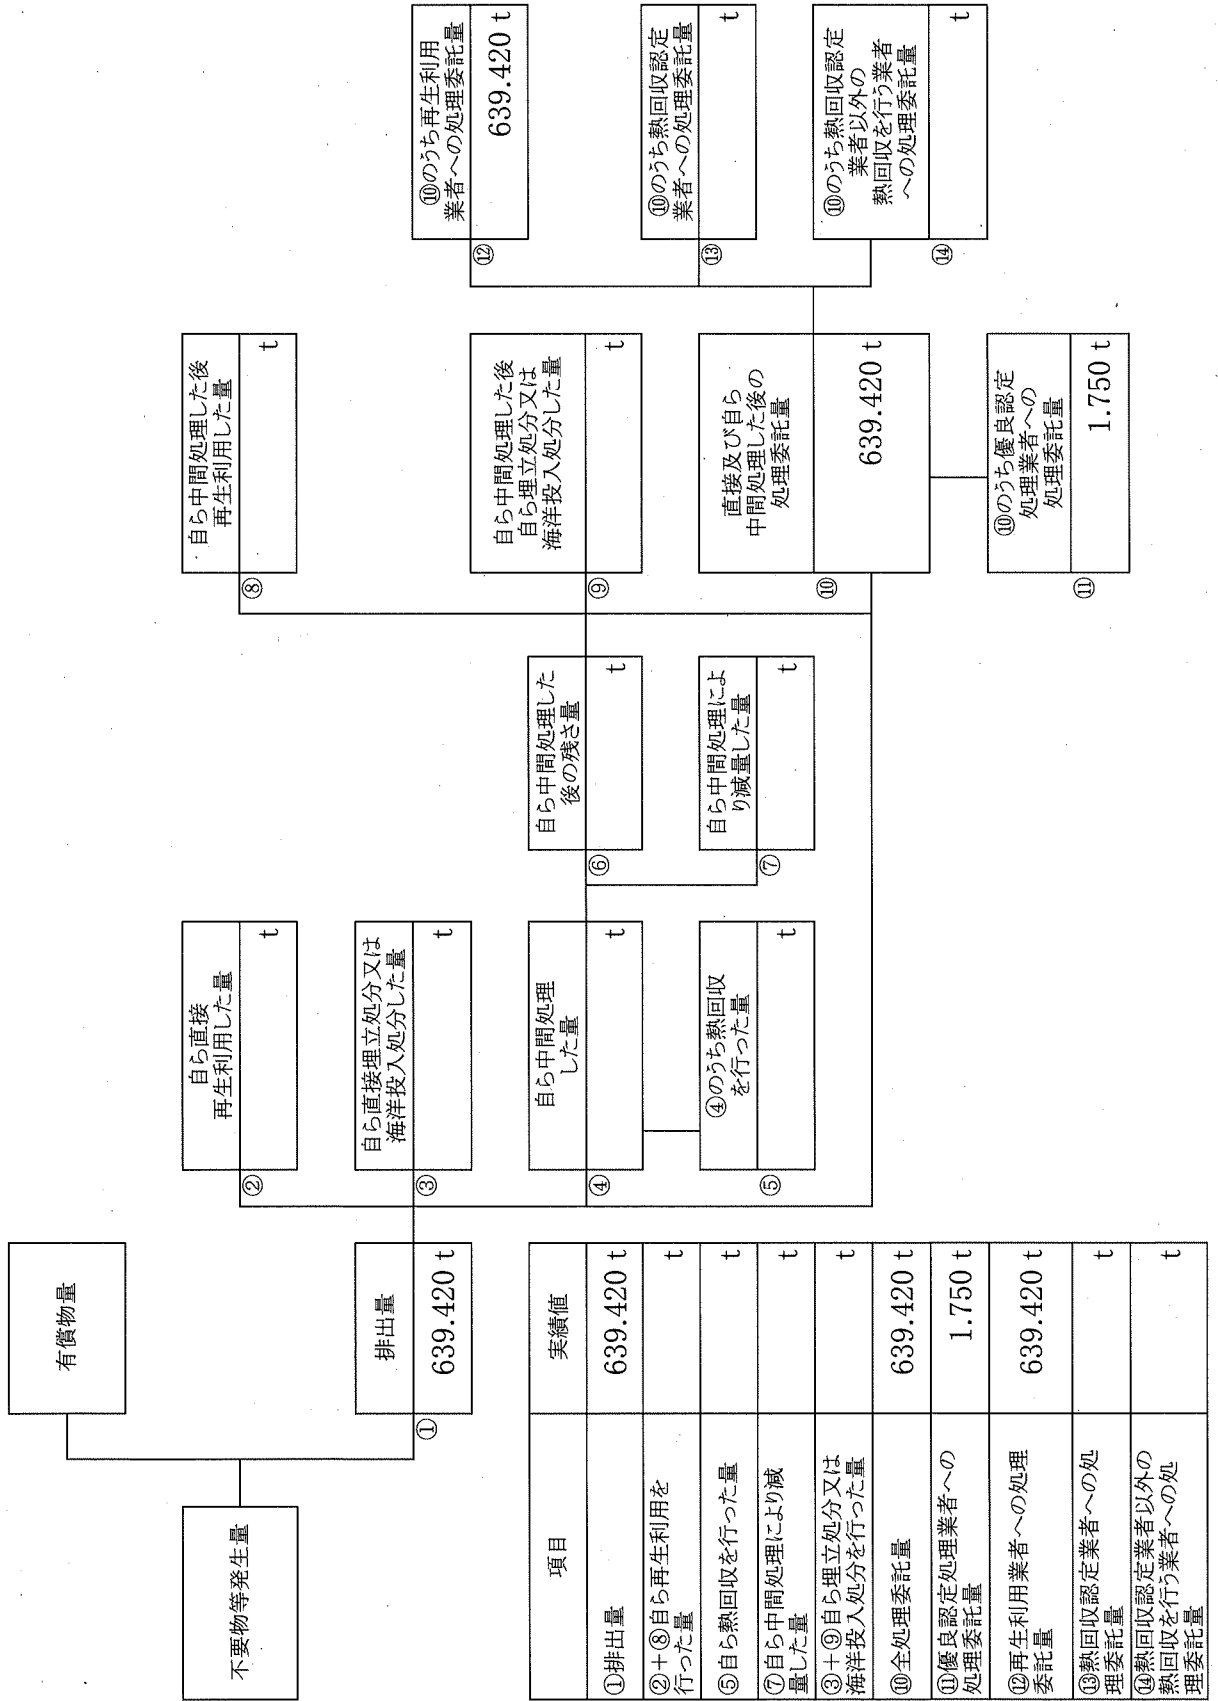 不要物等発生量
有償物量
排出量
①
639.420 t
自ら直接
再生利用した量
②
t
自ら直接埋立処分又は
海洋投入処分した量
③
t
自ら中間処理
した量
④
t
④のうち熱回収
を行った量
⑤
t
自ら中間処理した
後の残さ量
⑥
t
自ら中間処理によ
り減量した量
⑦
t
自ら中間処理した後
再生利用した量
⑧
t
自ら中間処理した後
自ら埋立処分又は
海洋投入処分した量
⑨
t
直接及び自ら
中間処理した後の
処理委託量
⑩
639.420 t
⑩のうち優良認定
処理業者への
処理委託量
⑪
1.750 t
⑩のうち再生利用
業者への処理委託量
⑫
639.420 t
⑩のうち熱回収認定
業者への処理委託量
⑬
t
⑩のうち熱回収認定
業者以外の
熱回収を行う業者
への処理委託量
⑭
t
項目 実績値
①排出量 639.420 t
②+⑧自ら再生利用を
行った量
t
⑤自ら熱回収を行った量 t
⑦自ら中間処理により減
量した量
t
③+⑨自ら埋立処分又は
海洋投入処分を行った量
t
⑩全処理委託量 639.420 t
⑪優良認定処理業者への
処理委託量
1.750 t
⑫再生利用業者への処理
委託量
639.420 t
⑬熱回収認定業者への処
理委託量
t
⑭熱回収認定業者以外の
熱回収を行う業者への処
理委託量
t